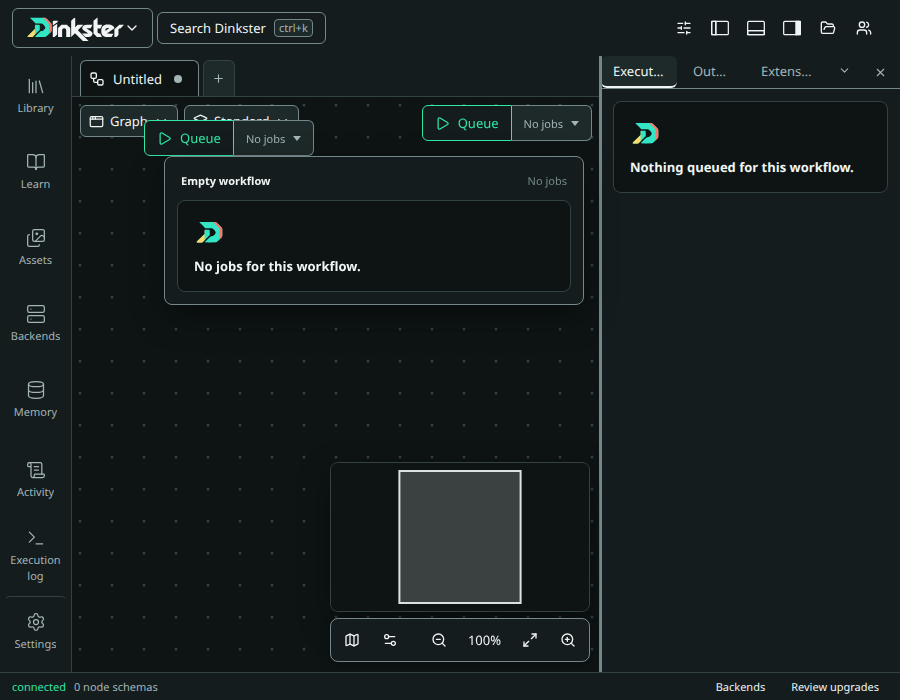 Dinkster
Search Dinkster ctrl+k
Library
Learn
Assets
Backends
Memory
Activity
Execution
log
Settings
Untitled
Graph
Standard
Queue No jobs
Queue No jobs
Empty workflow No jobs
No jobs for this workflow.
100%
Execut... Out... Extens...
Nothing queued for this workflow.
connected 0 node schemas
Backends Review upgrades